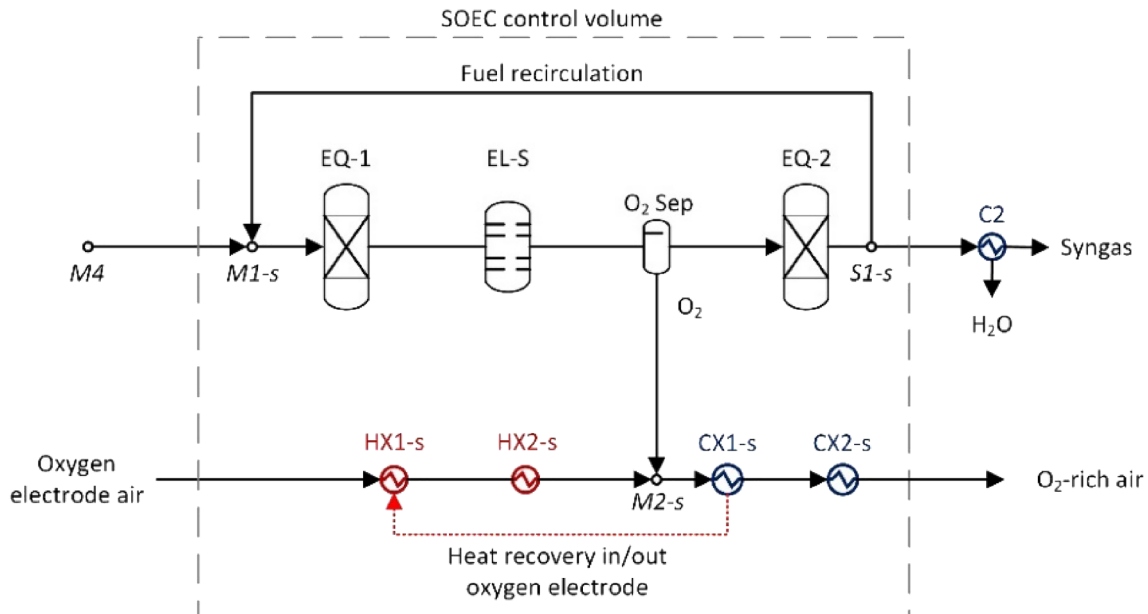 SOEC control volume
Fuel recirculation
EQ-1
EL-S
O₂ Sep
EQ-2
C2
M4
M1-s
S1-s
Syngas
O₂
H₂O
HX1-s
HX2-s
CX1-s
CX2-s
Oxygen
electrode air
M2-s
O₂-rich air
Heat recovery in/out
oxygen electrode